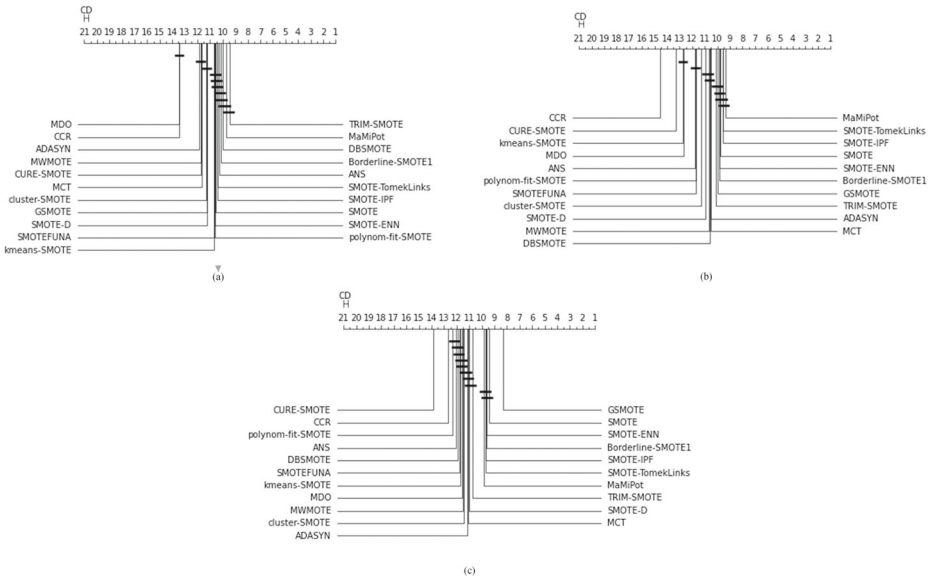 CD
21 20 19 18 17 16 15 14 13 12 11 10 9 8 7 6 5 4 3 2 1
MDO
CCR
ADASYN
MWMOTE
CURE-SMOTE
MCT
cluster-SMOTE
GSMOTE
SMOTE-D
SMOTEFUNA
kmeans-SMOTE
TRIM-SMOTE
MaMiPot
DBSMOTE
Borderline-SMOTE1
ANS
SMOTE-TomekLinks
SMOTE-IPF
SMOTE
SMOTE-ENN
polynom-fit-SMOTE
(a)
CD
21 20 19 18 17 16 15 14 13 12 11 10 9 8 7 6 5 4 3 2 1
CCR
CURE-SMOTE
kmeans-SMOTE
MDO
ANS
polynom-fit-SMOTE
SMOTEFUNA
cluster-SMOTE
SMOTE-D
MWMOTE
DBSMOTE
MaMiPot
SMOTE-TomekLinks
SMOTE-IPF
SMOTE
SMOTE-ENN
Borderline-SMOTE1
GSMOTE
TRIM-SMOTE
ADASYN
MCT
(b)
CD
21 20 19 18 17 16 15 14 13 12 11 10 9 8 7 6 5 4 3 2 1
CURE-SMOTE
CCR
polynom-fit-SMOTE
ANS
DBSMOTE
SMOTEFUNA
kmeans-SMOTE
MDO
MWMOTE
cluster-SMOTE
ADASYN
GSMOTE
SMOTE
SMOTE-ENN
Borderline-SMOTE1
SMOTE-IPF
SMOTE-TomekLinks
MaMiPot
TRIM-SMOTE
SMOTE-D
MCT
(c)